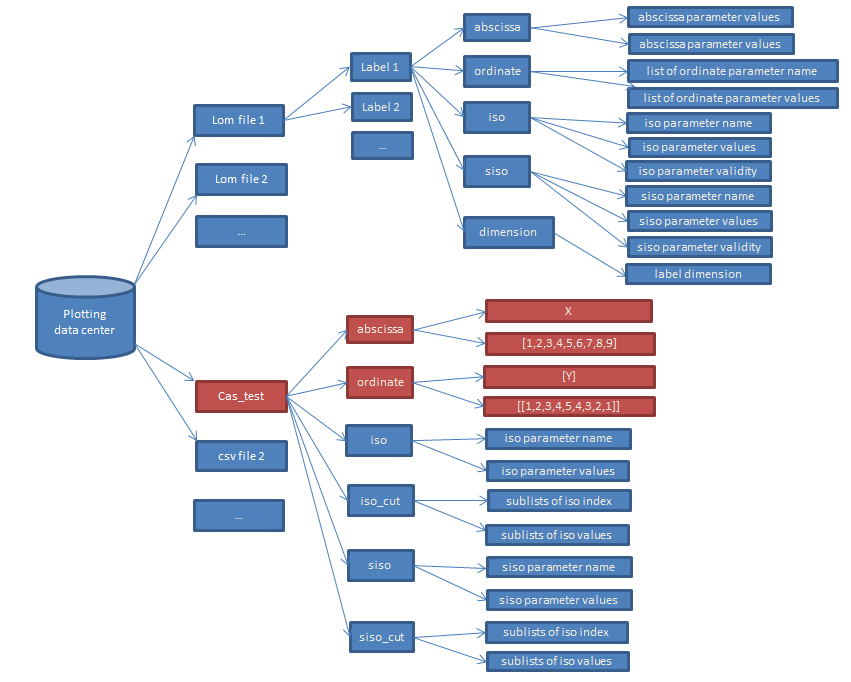 Plotting
data center
Lom file 1
Lom file 2
...
Label 1
Label 2
...
abscissa
abscissa parameter values
abscissa parameter values
ordinate
list of ordinate parameter name
list of ordinate parameter values
iso
iso parameter name
iso parameter values
iso parameter validity
siso
siso parameter name
siso parameter values
siso parameter validity
dimension
label dimension
Cas_test
csv file 2
...
abscissa
X
[1,2,3,4,5,6,7,8,9]
ordinate
[Y]
[[1,2,3,4,5,4,3,2,1]]
iso
iso parameter name
iso parameter values
iso_cut
sublists of iso index
sublists of iso values
siso
siso parameter name
siso parameter values
siso_cut
sublists of iso index
sublists of iso values